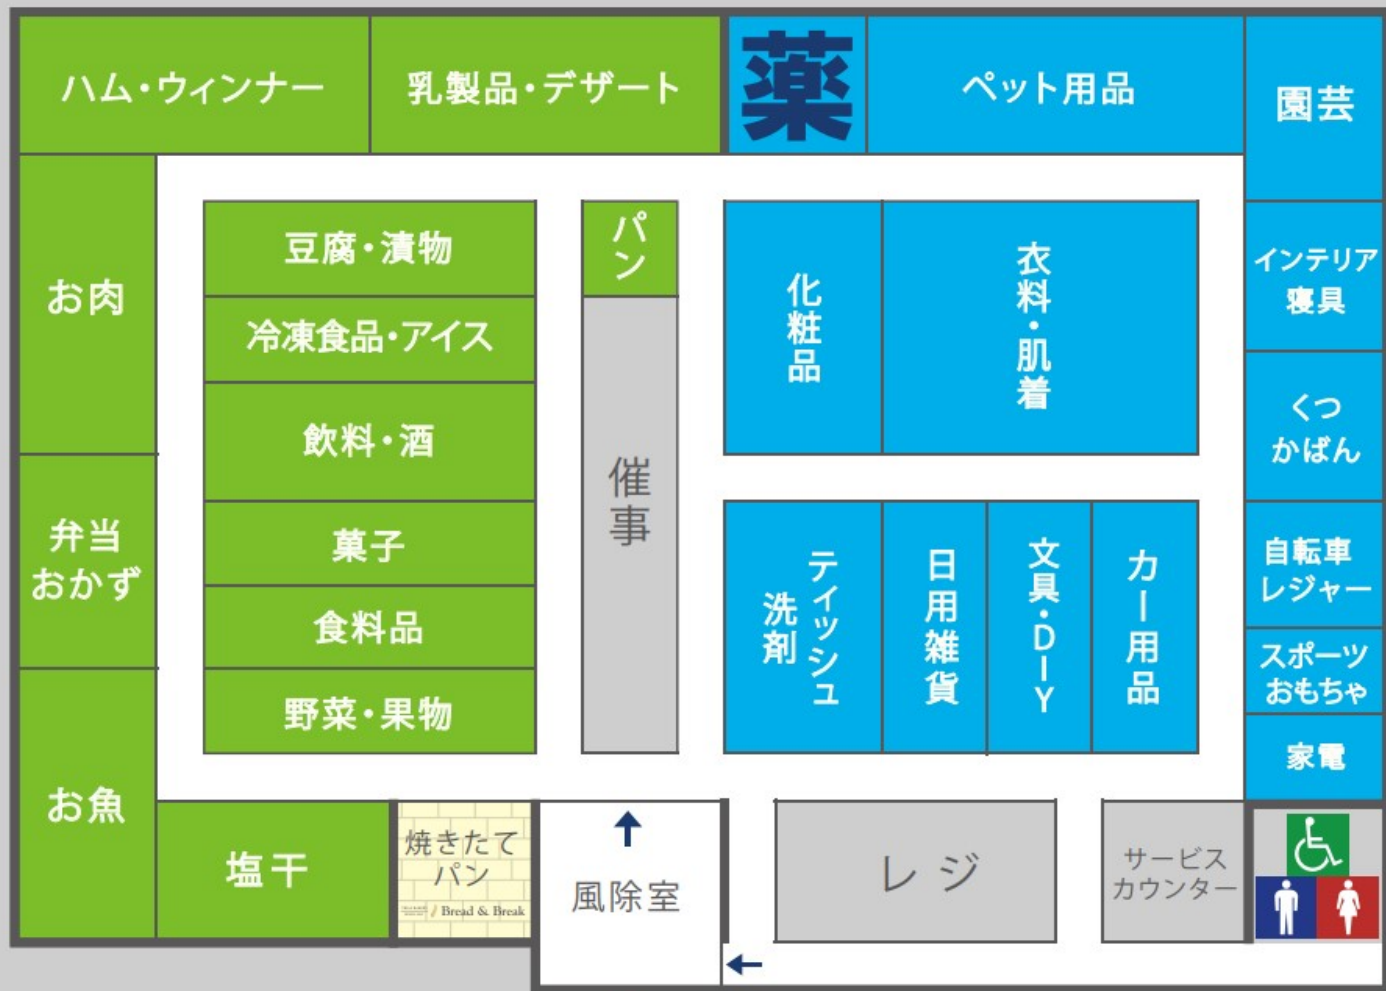 ハム・ウィンナー
乳製品・デザート
薬
ペット用品
園芸
お肉
豆腐・漬物
パン
化粧品
衣料・肌着
インテリア
寝具
冷凍食品・アイス
飲料・酒
催事
くつ
かばん
弁当
おかず
菓子
ティッシュ
洗剤
日用雑貨
文具・DIY
カー用品
自転車
レジャー
食料品
スポーツ
おもちゃ
野菜・果物
家電
お魚
塩干
焼きたて
パン
Bread & Break
風除室
レジ
サービス
カウンター